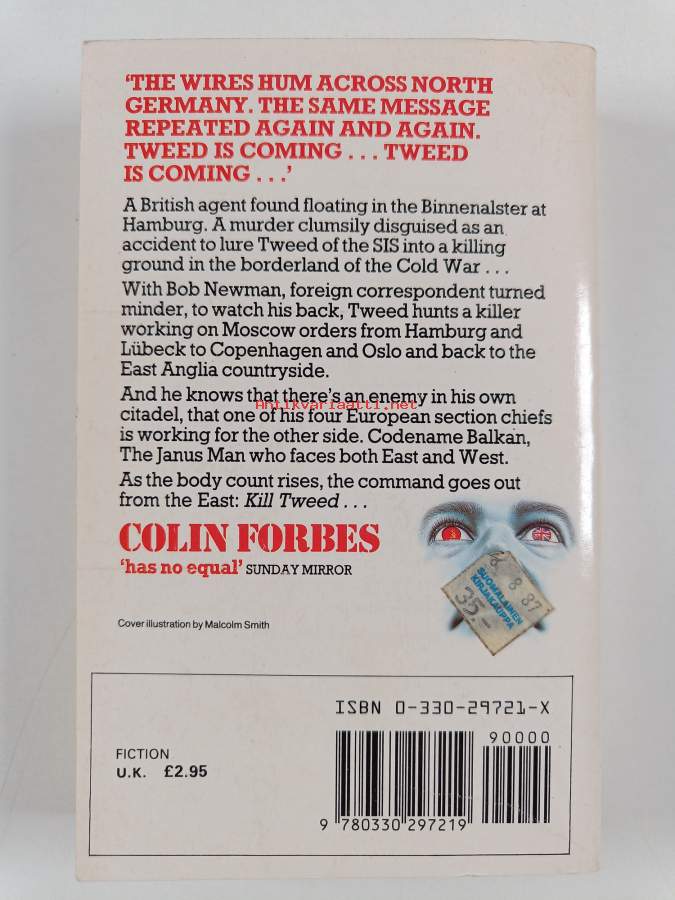 ‘THE WIRES HUM ACROSS NORTH
GERMANY. THE SAME MESSAGE
REPEATED AGAIN AND AGAIN.
TWEED IS COMING . . . TWEED
IS COMING . . .’
A British agent found floating in the Binnenalster at
Hamburg. A murder clumsily disguised as an
accident to lure Tweed of the SIS into a killing
ground in the borderland of the Cold War . . .
With Bob Newman, foreign correspondent turned
minder, to watch his back, Tweed hunts a killer
working on Moscow orders from Hamburg and
Lübeck to Copenhagen and Oslo and back to the
East Anglia countryside.
And he knows that there's an enemy in his own
Antikvariaatti.net
citadel, that one of his four European section chiefs
is working for the other side. Codename Balkan,
The Janus Man who faces both East and West.
As the body count rises, the command goes out
from the East: Kill Tweed . . .
COLIN FORBES
‘has no equal’ SUNDAY MIRROR
8 87
SUOMALAINEN
KIRJAKAUPPA
35.-
Cover illustration by Malcolm Smith
ISBN 0-330-29721-X
90000
FICTION
U.K. £2.95
9 780330 297219